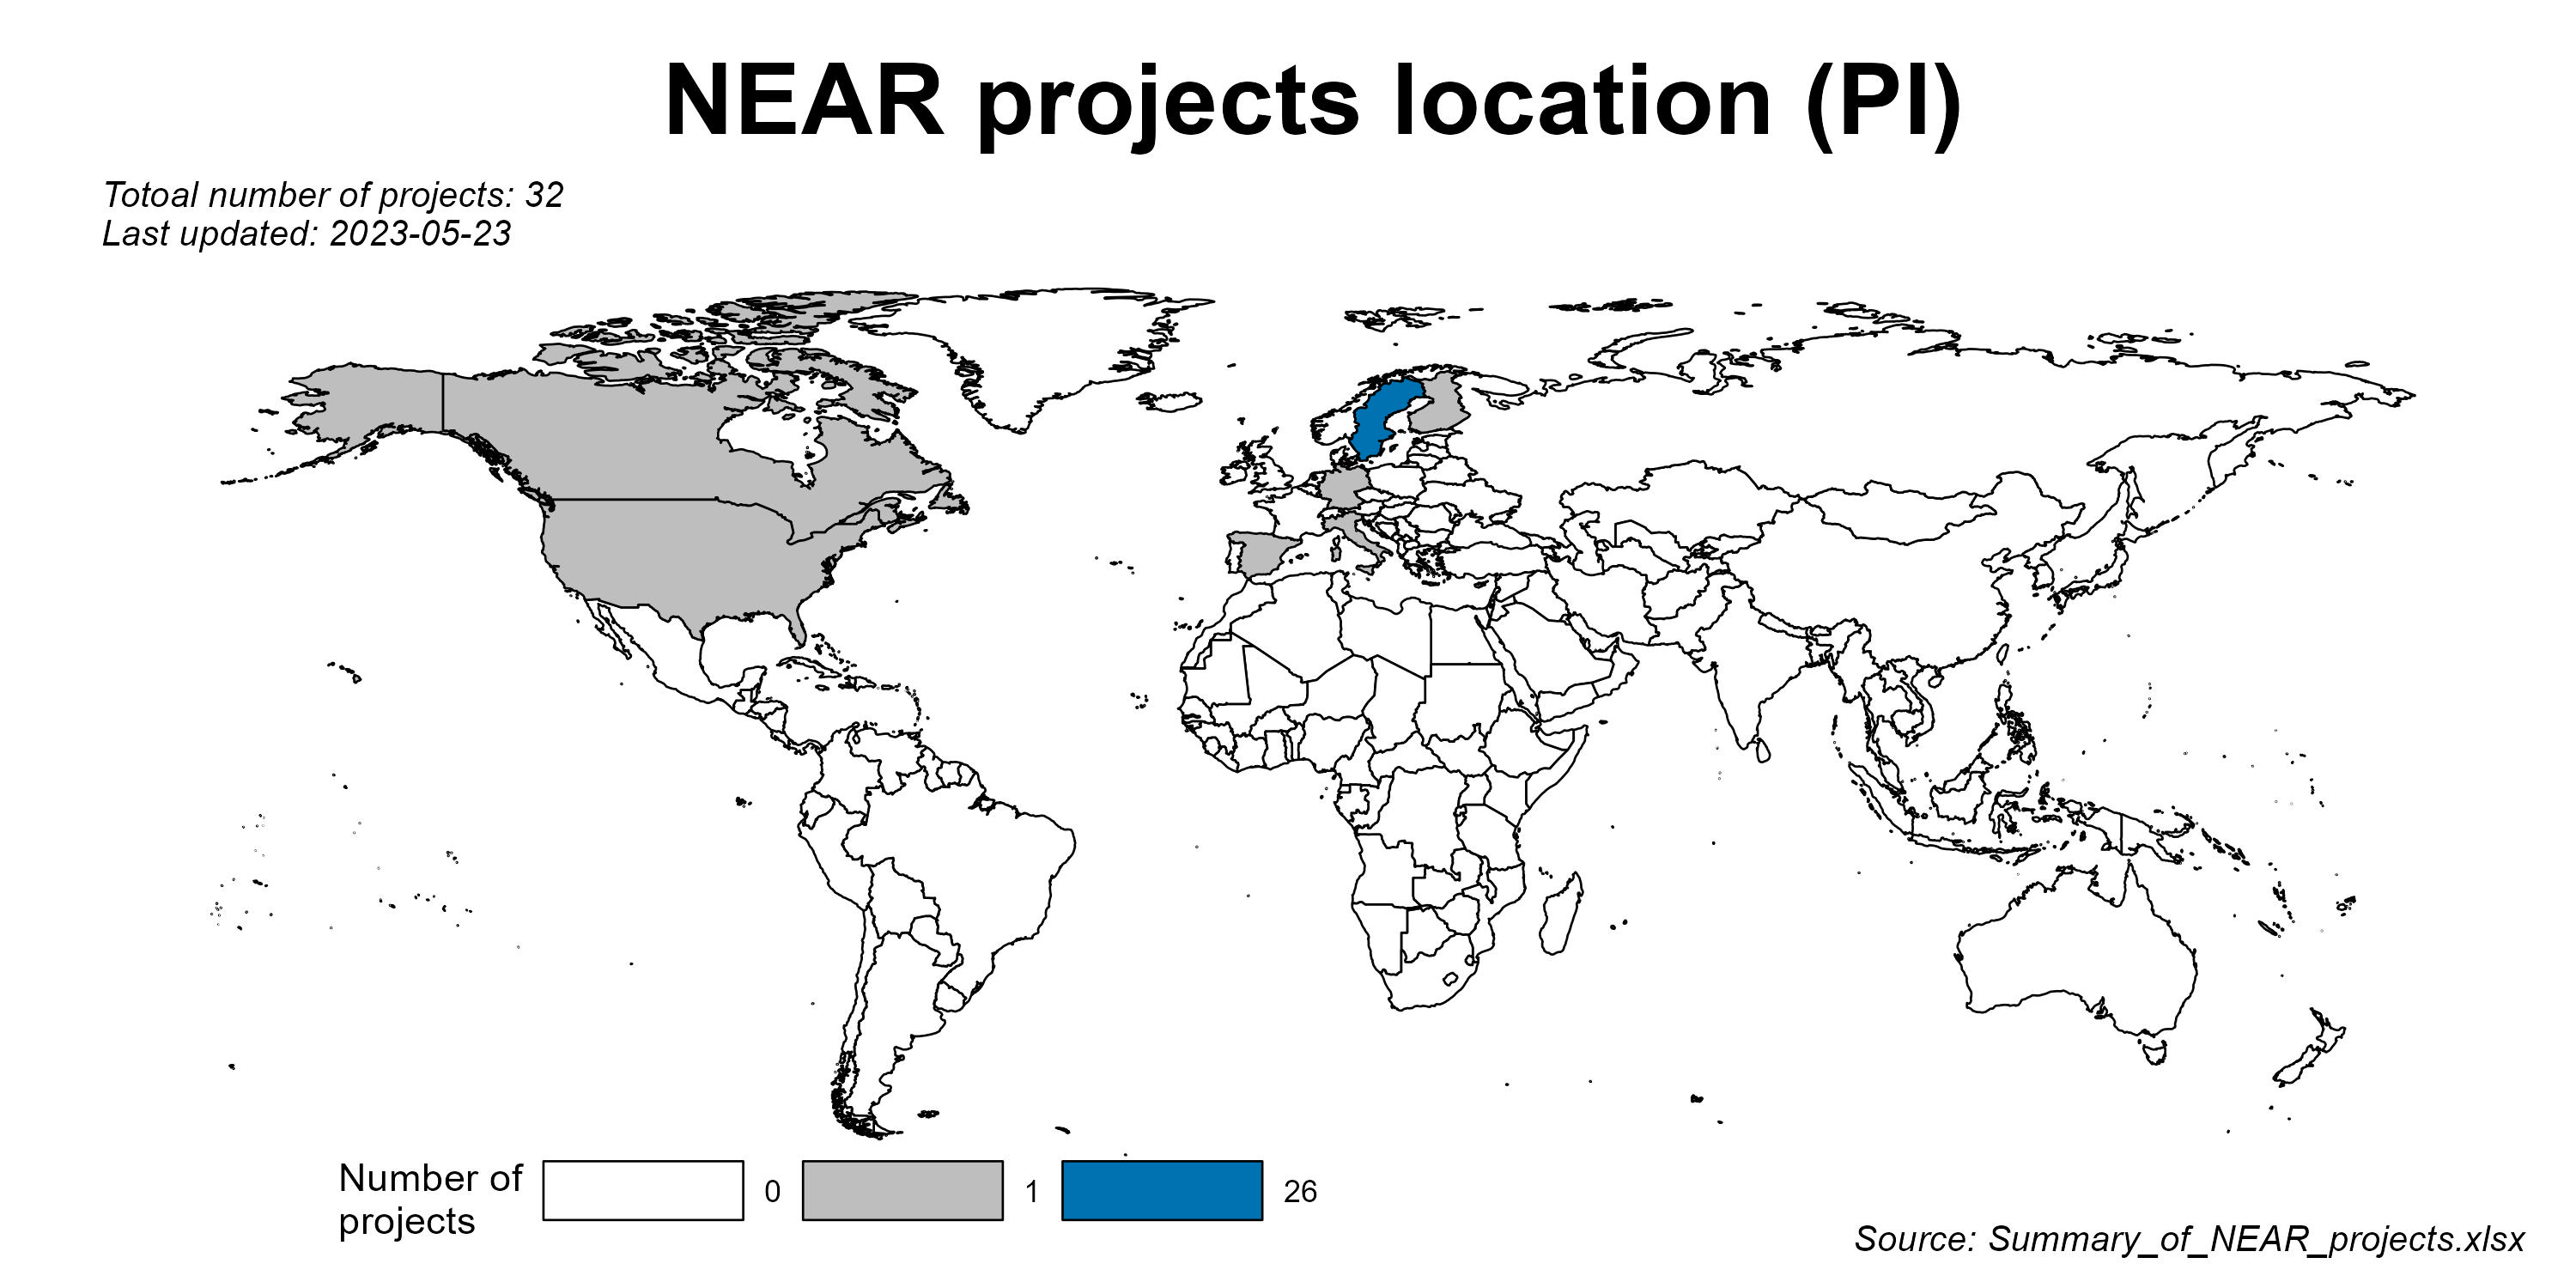 NEAR projects location (PI)
Totoal number of projects: 32
Last updated: 2023-05-23
Number of
projects
0
1
26
Source: Summary_of_NEAR_projects.xlsx